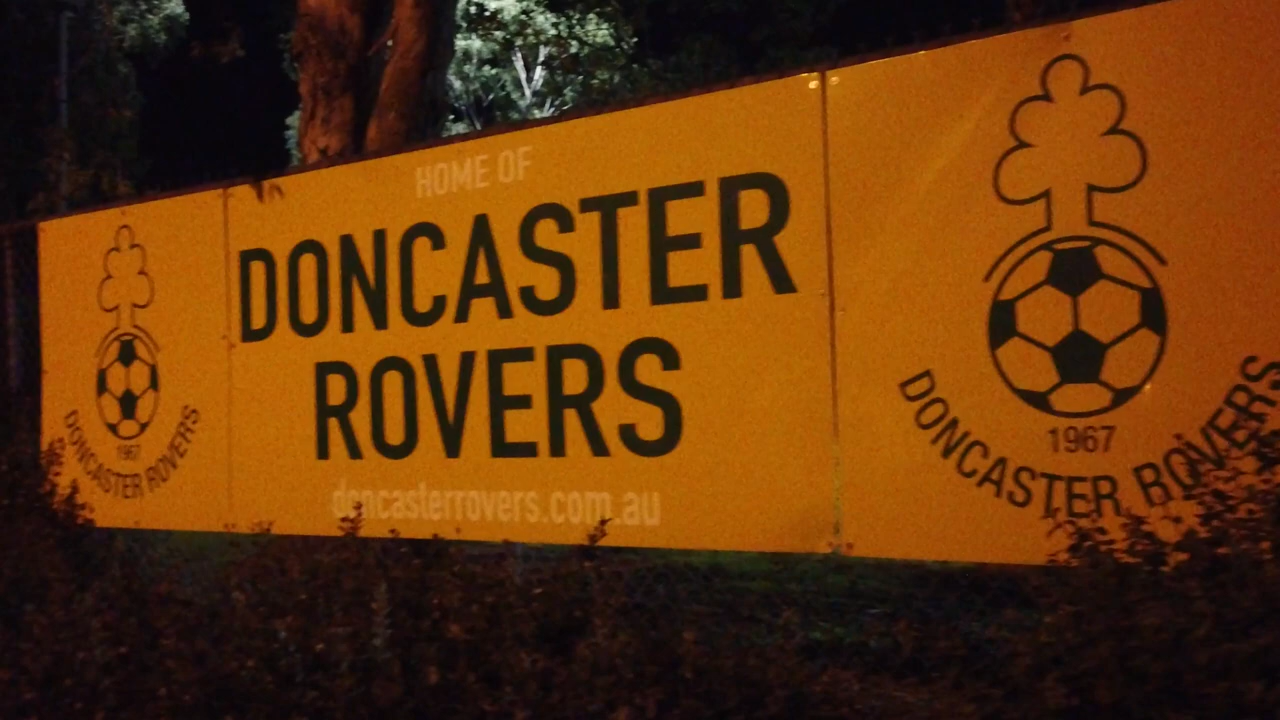 HOME OF
DONCASTER
ROVERS
doncasterrovers.com.au
1967
DONCASTER ROVERS
1967
DONCASTER ROVERS